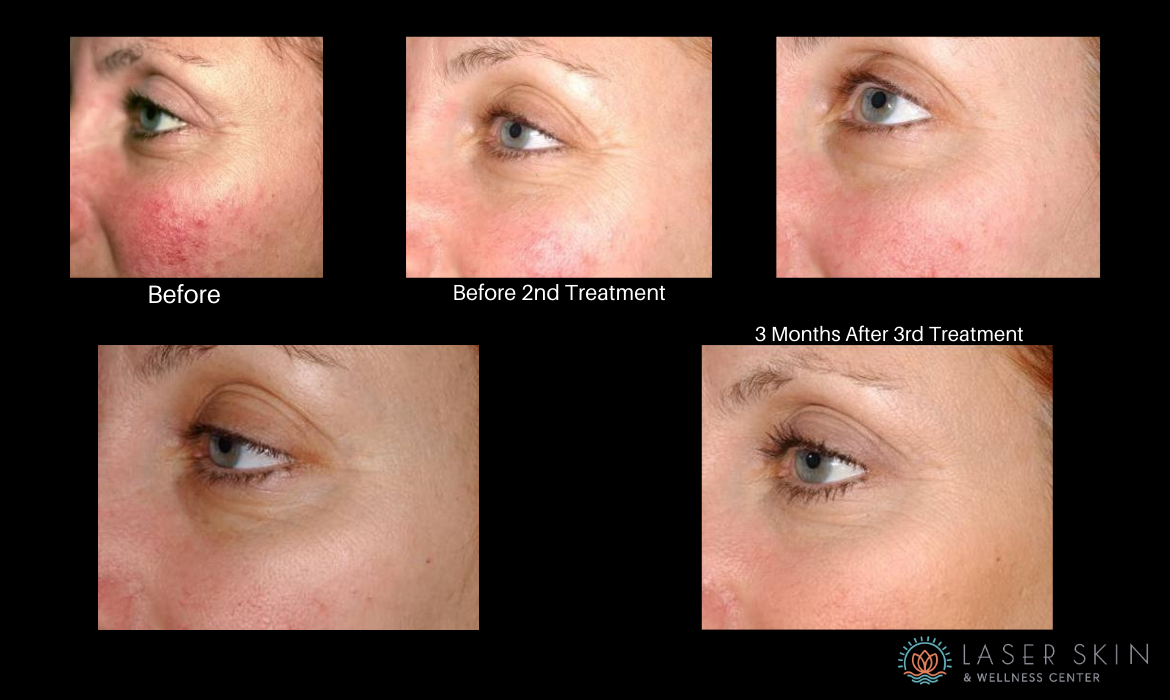 Before
Before 2nd Treatment
3 Months After 3rd Treatment
LASER SKIN
& WELLNESS CENTER